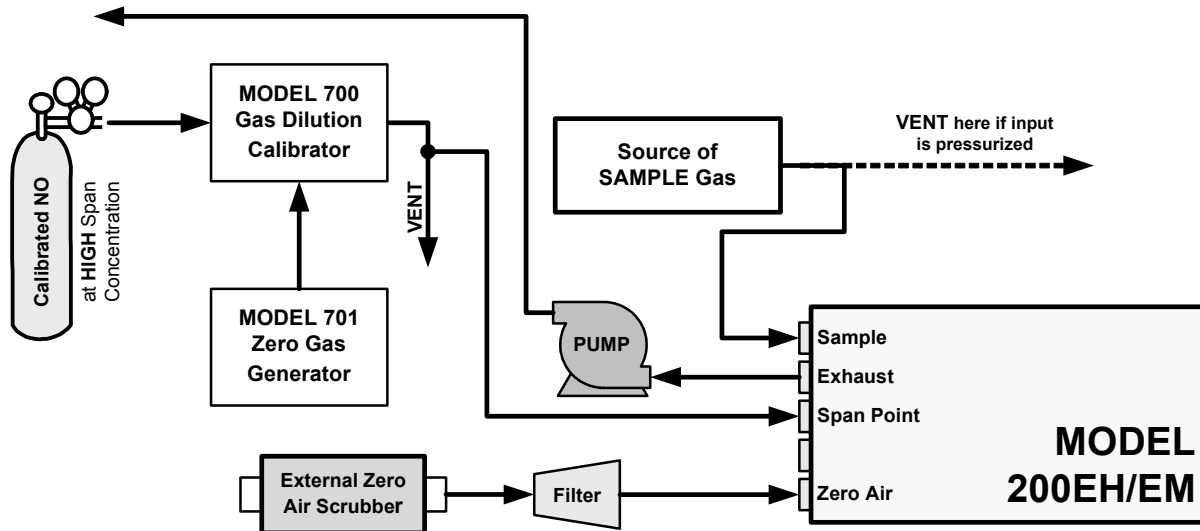 MODEL 700
Gas Dilution
Calibrator
VENT here if input
is pressurized
Source of
SAMPLE Gas
Calibrated NO
at HIGH Span
Concentration
VENT
MODEL 701
Zero Gas
Generator
PUMP
Sample
Exhaust
Span Point
MODEL
200EH/EM
External Zero
Air Scrubber
Filter
Zero Air